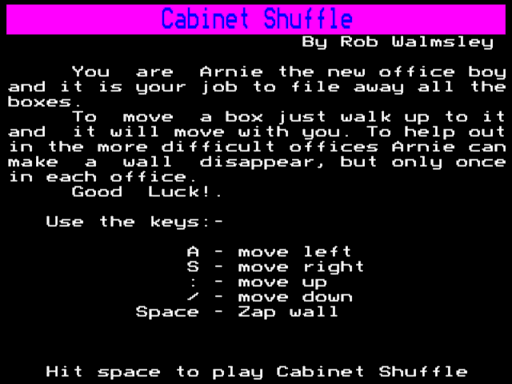 Cabinet Shuffle
By Rob Walmsley
You are Arnie the new office boy
and it is your job to file away all the
boxes.
To move a box just walk up to it
and it will move with you. To help out
in the more difficult offices Arnie can
make a wall disappear, but only once
in each office.
Good Luck!.
Use the keys:-
A - move left
S - move right
: - move up
/ - move down
Space - Zap wall
Hit space to play Cabinet Shuffle